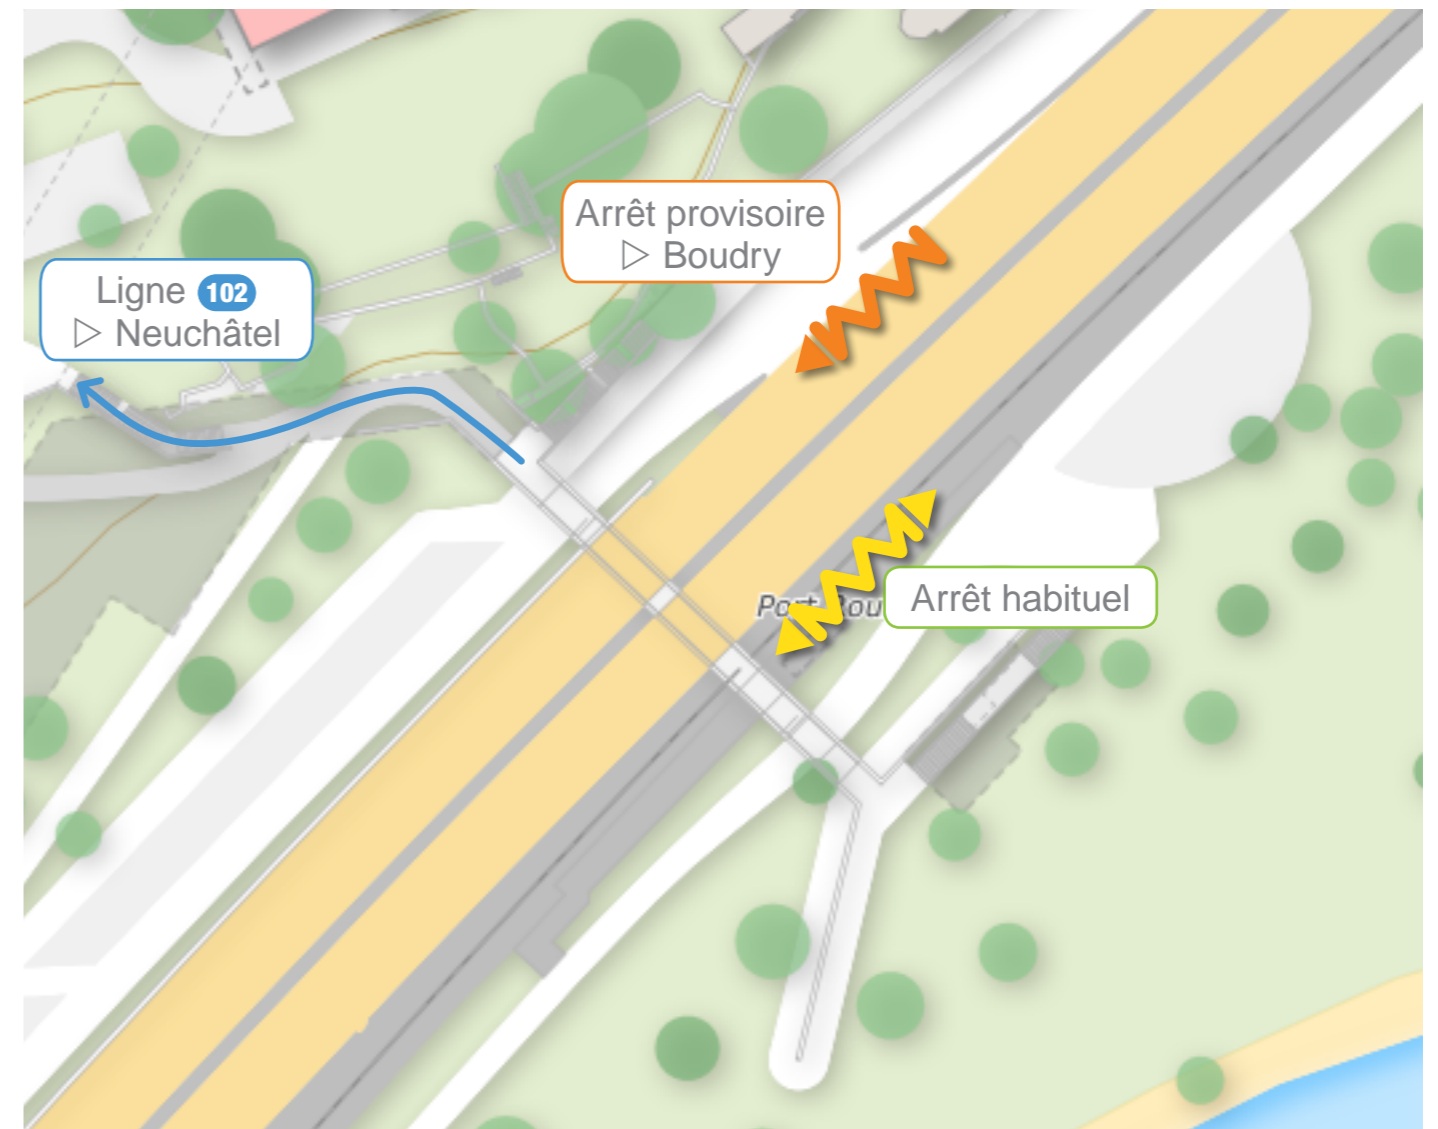 Arrêt provisoire
▷ Boudry
Ligne 102
▷ Neuchâtel
Arrêt habituel